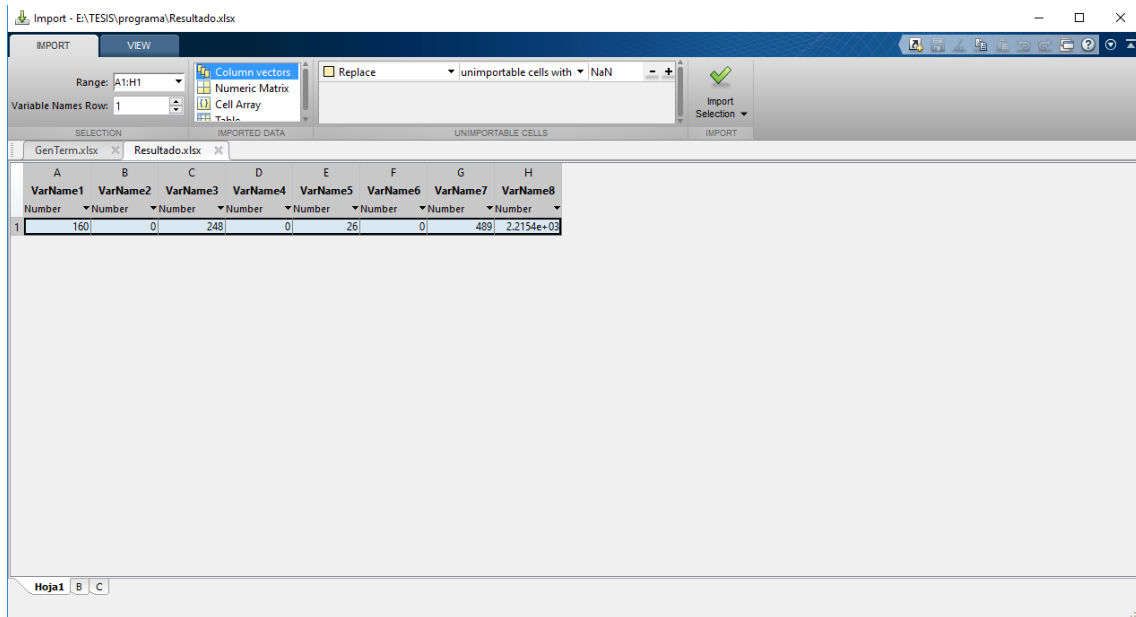 Import - E:\TESIS\programa\Resultado.xlsx
IMPORT VIEW
Range: A1:H1
Variable Names Row: 1
SELECTION
Column vectors
Numeric Matrix
Cell Array
Table
IMPORTED DATA
Replace unimportable cells with NaN
UNIMPORTABLE CELLS
Import
Selection
IMPORT
GenTerm.xlsx Resultado.xlsx
A B C D E F G H
VarName1 VarName2 VarName3 VarName4 VarName5 VarName6 VarName7 VarName8
Number Number Number Number Number Number Number Number
1 160 0 248 0 26 0 489 2.2154e+03
Hoja1 B C